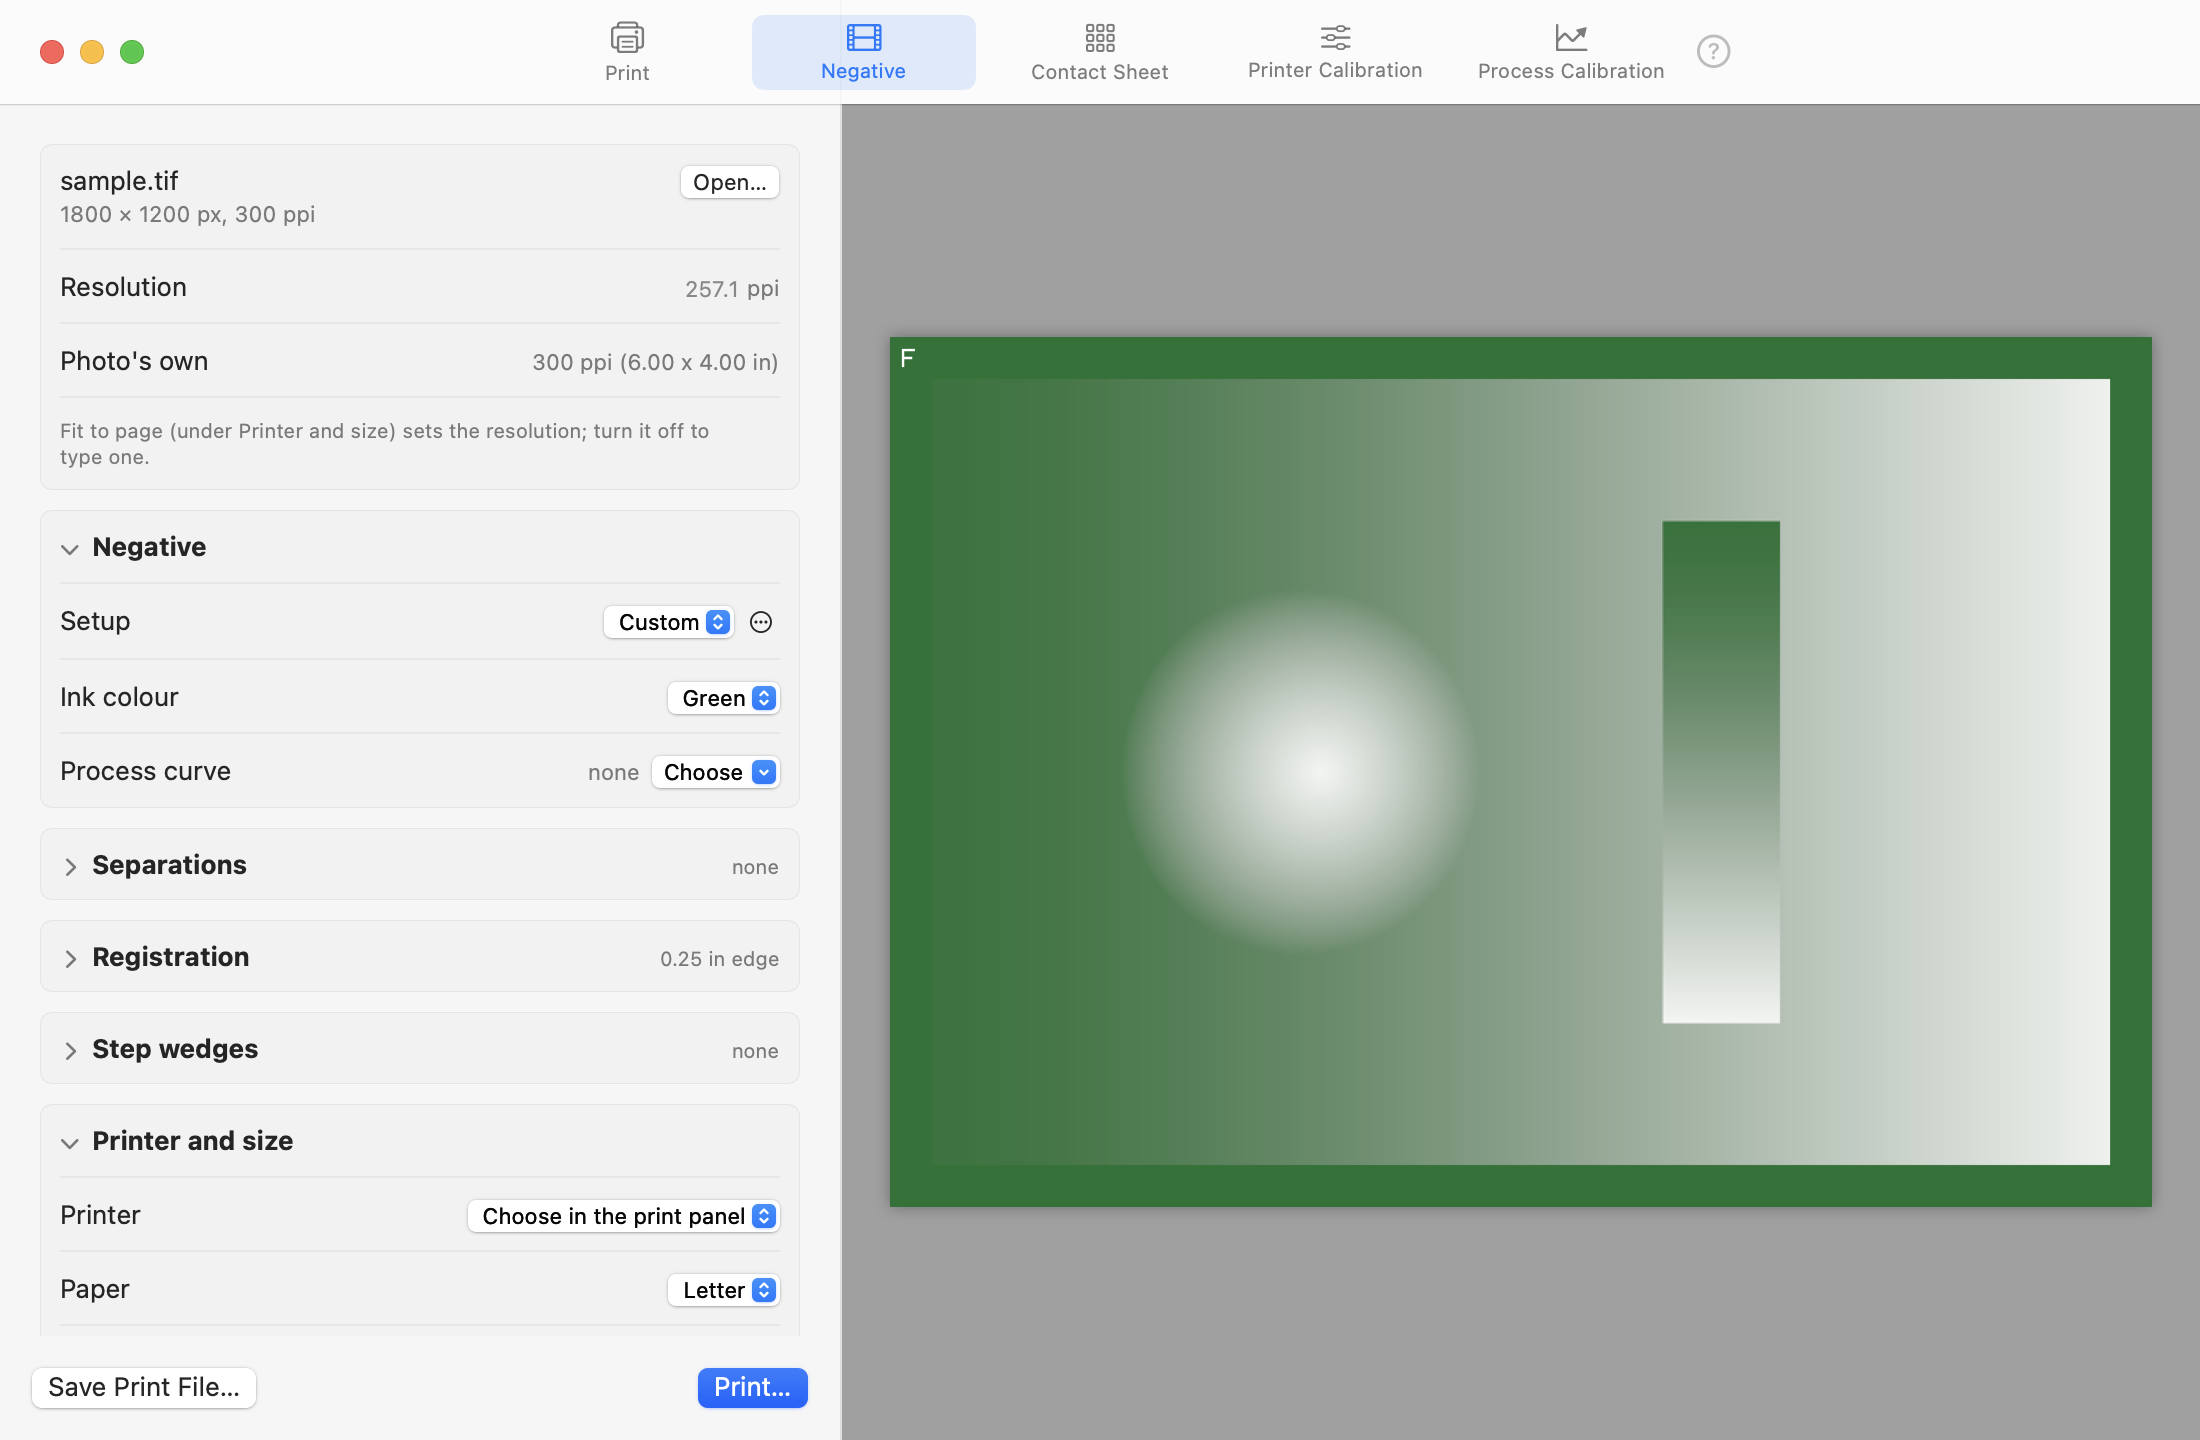 Print
Negative
Contact Sheet
Printer Calibration
Process Calibration
?
sample.tif
Open...
1800 × 1200 px, 300 ppi
Resolution
257.1 ppi
Photo's own
300 ppi (6.00 x 4.00 in)
Fit to page (under Printer and size) sets the resolution; turn it off to
type one.
Negative
Setup
Custom
Ink colour
Green
Process curve
none
Choose
Separations
none
Registration
0.25 in edge
Step wedges
none
Printer and size
Printer
Choose in the print panel
Paper
Letter
Save Print File...
Print...
F